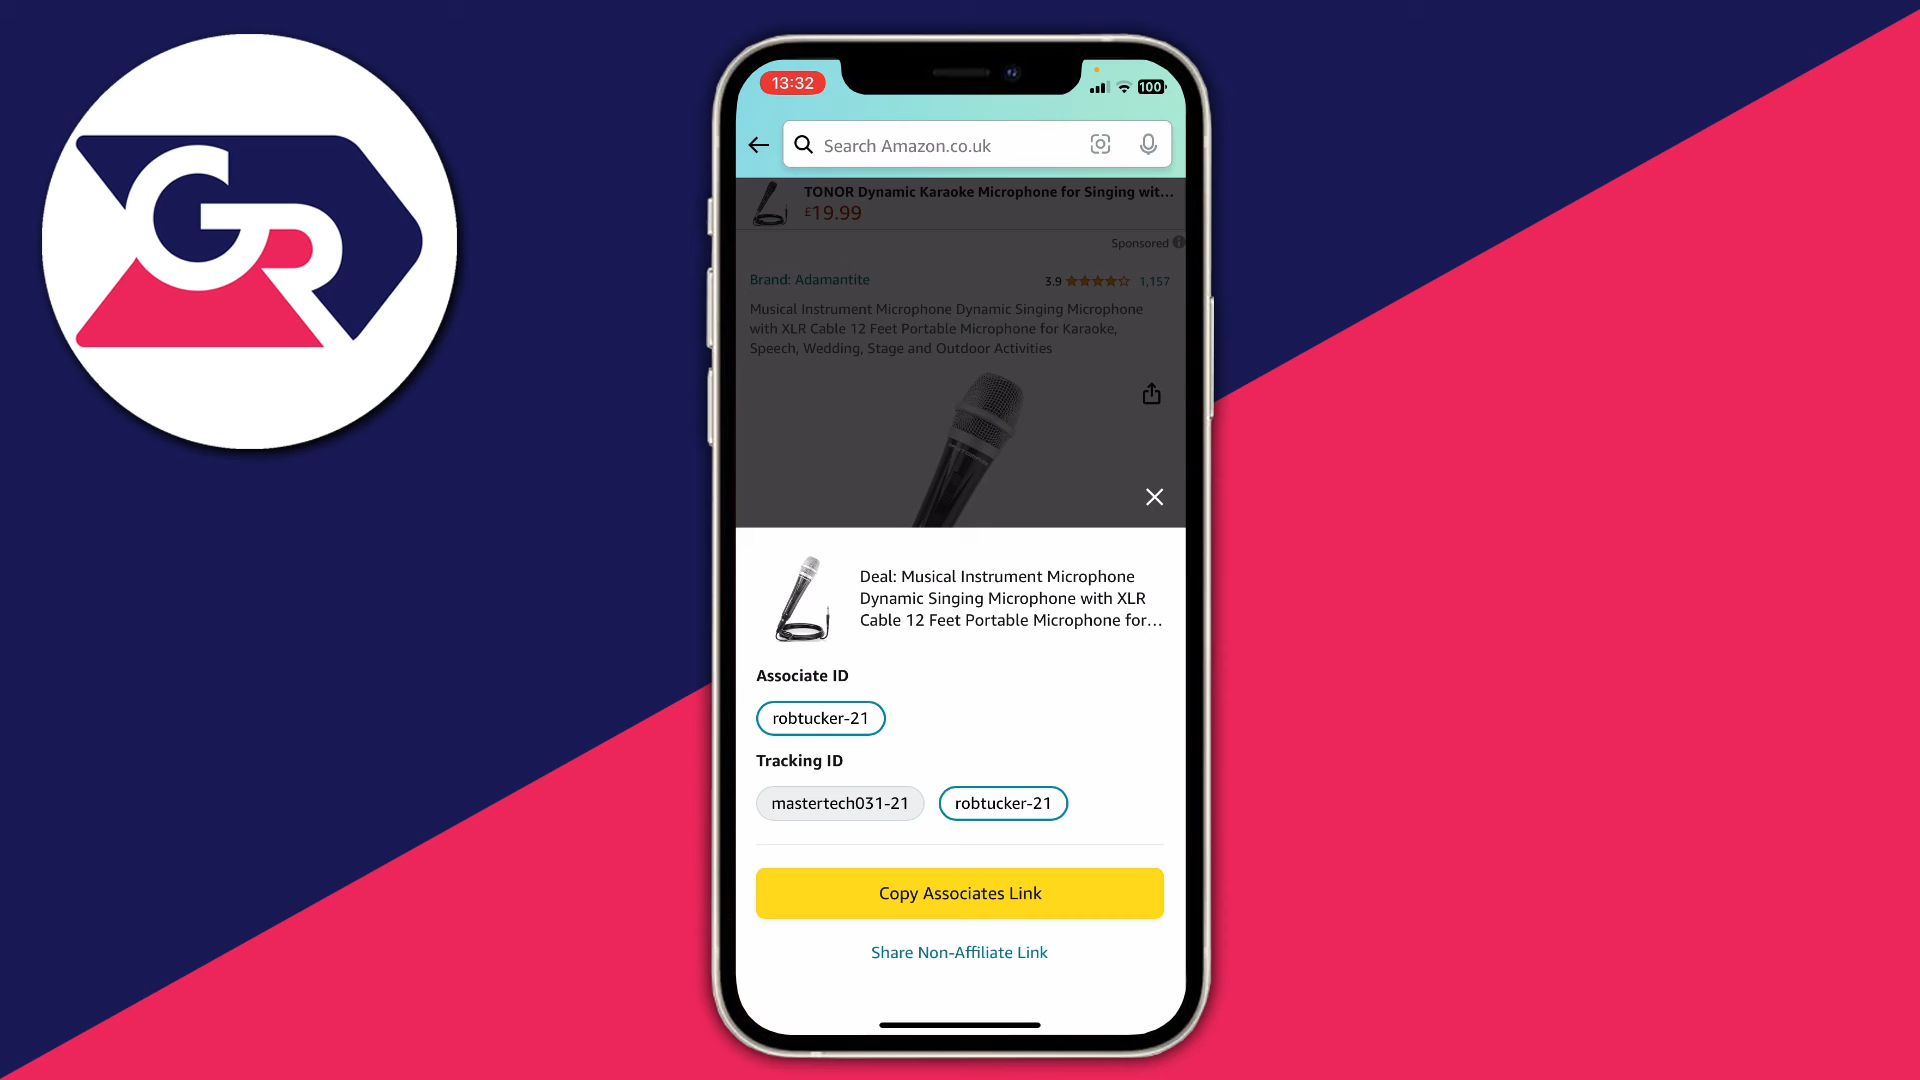 GR
13:32
100
Search Amazon.co.uk
TONOR Dynamic Karaoke Microphone for Singing wit...
£19.99
Sponsored
Brand: Adamantite
3.9
1,157
Musical Instrument Microphone Dynamic Singing Microphone
with XLR Cable 12 Feet Portable Microphone for Karaoke,
Speech, Wedding, Stage and Outdoor Activities
Deal: Musical Instrument Microphone
Dynamic Singing Microphone with XLR
Cable 12 Feet Portable Microphone for...
Associate ID
robtucker-21
Tracking ID
mastertech031-21
robtucker-21
Copy Associates Link
Share Non-Affiliate Link